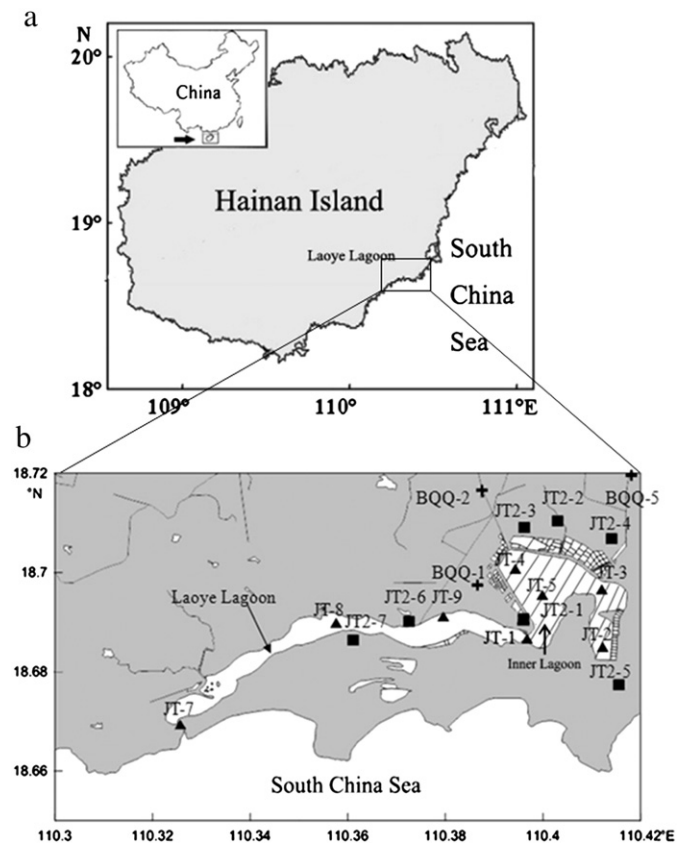 a
N
20°
China
Hainan Island
19°
Laoye Lagoon
South
China
Sea
18°
109°
110°
111°E
b
18.72
°N
BQQ-2
BQQ-5
JT2-2
JT2-3
JT2-4
18.7
JT-4
JT-3
BQQ-1
JT-5
JT2-6
JT-9
JT2-1
Laoye Lagoon
JT-8
JT2-7
JT-1
JT-2
Inner Lagoon
18.68
JT2-5
JT-7
18.66
South China Sea
110.3
110.32
110.34
110.36
110.38
110.4
110.42°E